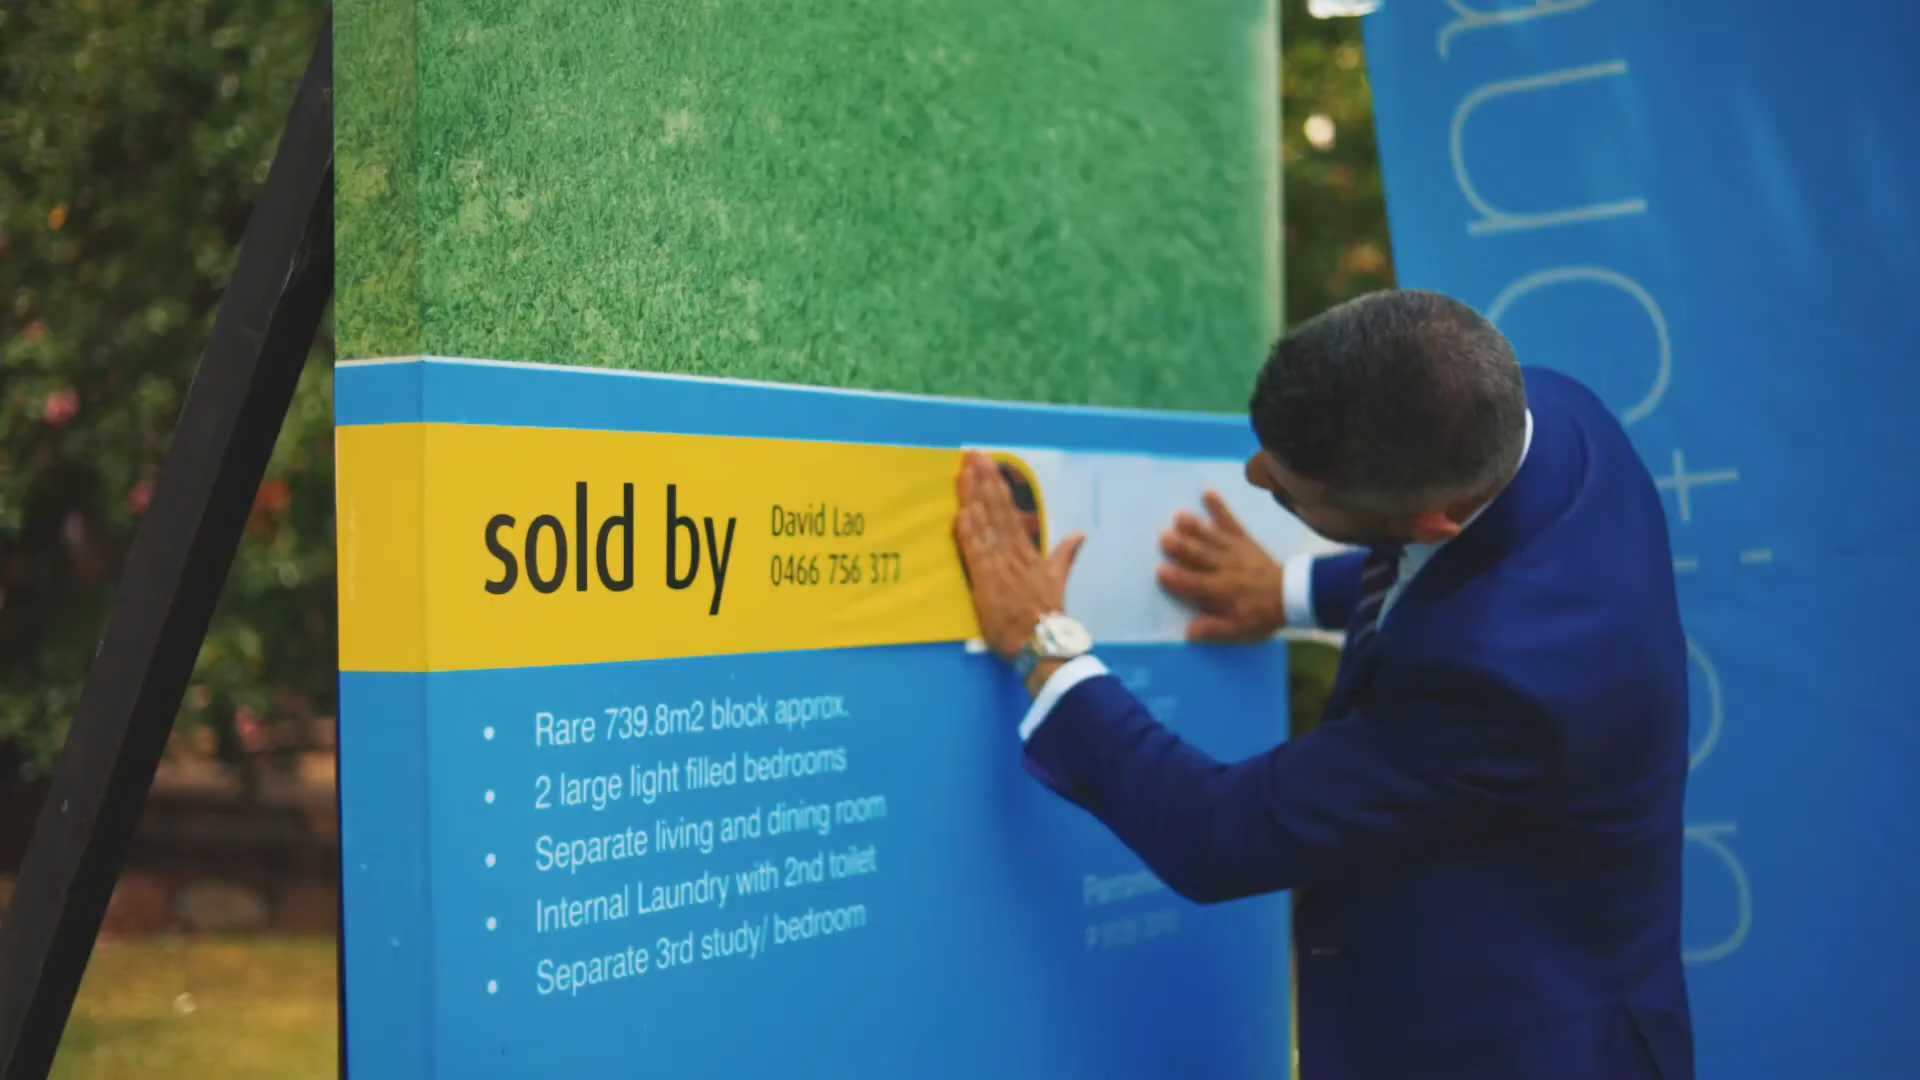 sold by
David Lao
0466 756 377
• Rare 739.8m2 block approx.
• 2 large light filled bedrooms
• Separate living and dining room
• Internal Laundry with 2nd toilet
• Separate 3rd study/ bedroom
auction